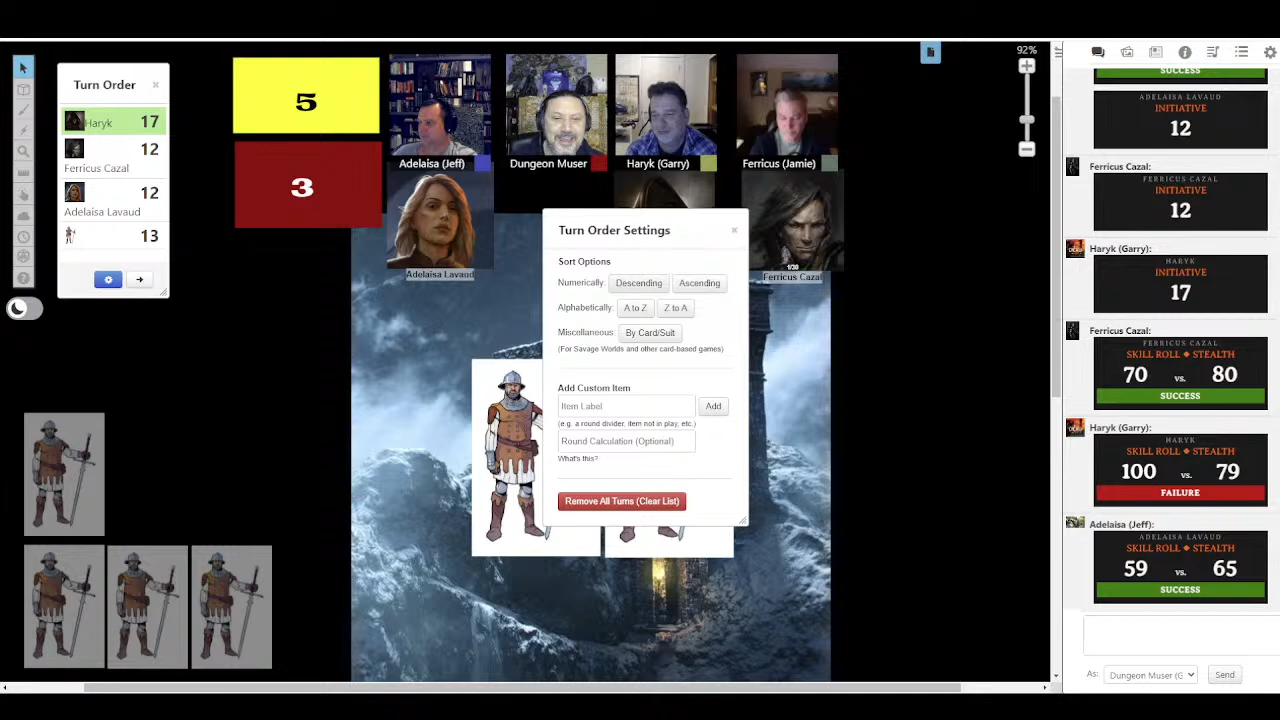 Turn Order
×
Haryk 17
12
Ferricus Cazal
12
Adelaisa Lavaud
13
5
3
Adelaisa (Jeff)
Dungeon Muser
Haryk (Garry)
Ferricus (Jamie)
Adelaisa Lavaud
1/30
Ferricus Cazal
92%
Turn Order Settings
×
Sort Options
Numerically: Descending Ascending
Alphabetically: A to Z Z to A
Miscellaneous: By Card/Suit
(For Savage Worlds and other card-based games)
Add Custom Item
Item Label Add
(e.g. a round divider, item not in play, etc.)
Round Calculation (Optional)
What's this?
Remove All Turns (Clear List)
SUCCESS
ADELAISA LAVAUD
INITIATIVE
12
Ferricus Cazal:
FERRICUS CAZAL
INITIATIVE
12
Haryk (Garry):
HARYK
INITIATIVE
17
Ferricus Cazal:
FERRICUS CAZAL
SKILL ROLL ◆ STEALTH
70 vs. 80
SUCCESS
Haryk (Garry):
HARYK
SKILL ROLL ◆ STEALTH
100 vs. 79
FAILURE
Adelaisa (Jeff):
ADELAISA LAVAUD
SKILL ROLL ◆ STEALTH
59 vs. 65
SUCCESS
As: Dungeon Muser (G Send